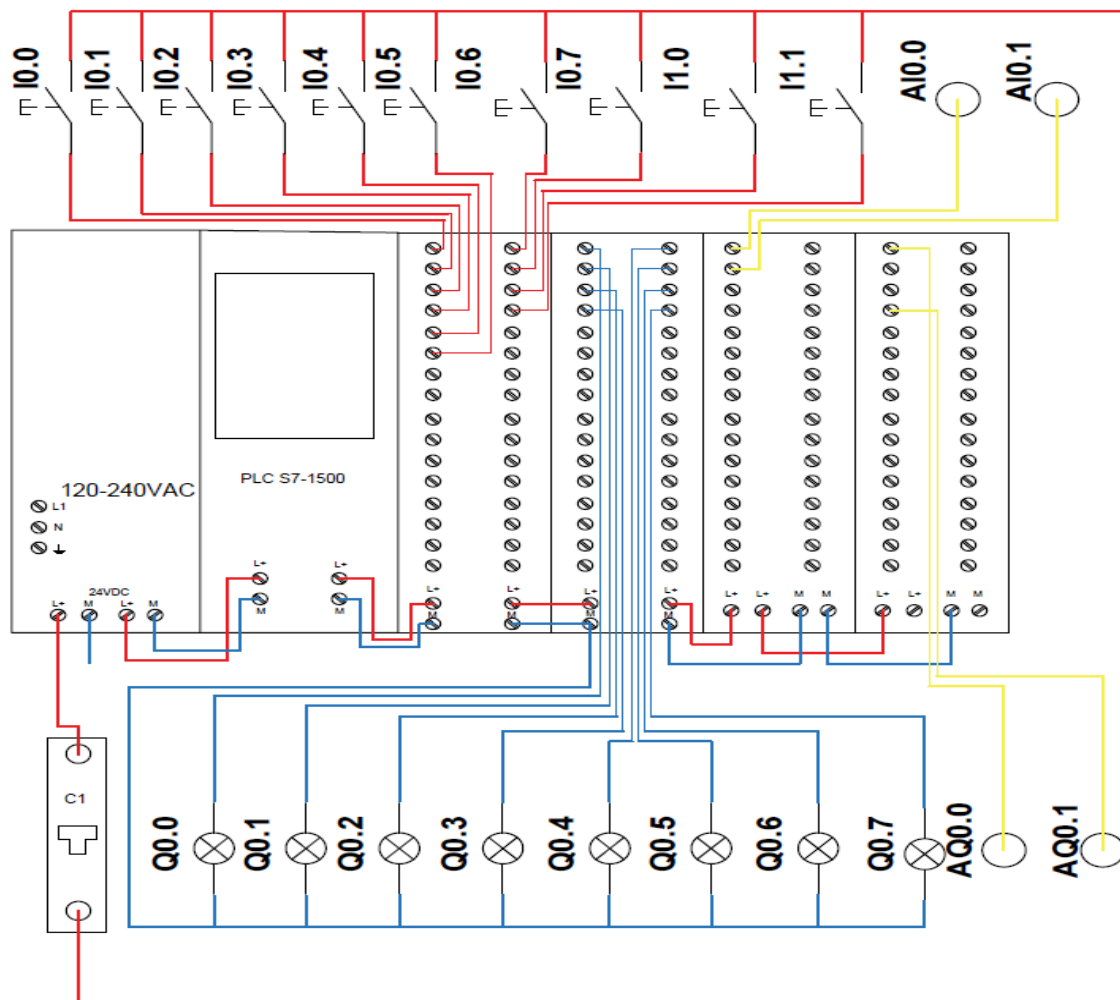 I0.0
I0.1
I0.2
I0.3
I0.4
I0.5
I0.6
I0.7
I1.0
I1.1
AI0.0
AI0.1
120-240VAC
PLC S7-1500
L1
N
24VDC
L+ M L+ M
L+ L+
M M
L+ L+ L+ L+
M M M M
L+ L+ M M
L+ L+ M M
C1
Q0.0
Q0.1
Q0.2
Q0.3
Q0.4
Q0.5
Q0.6
Q0.7
AQ0.0
AQ0.1